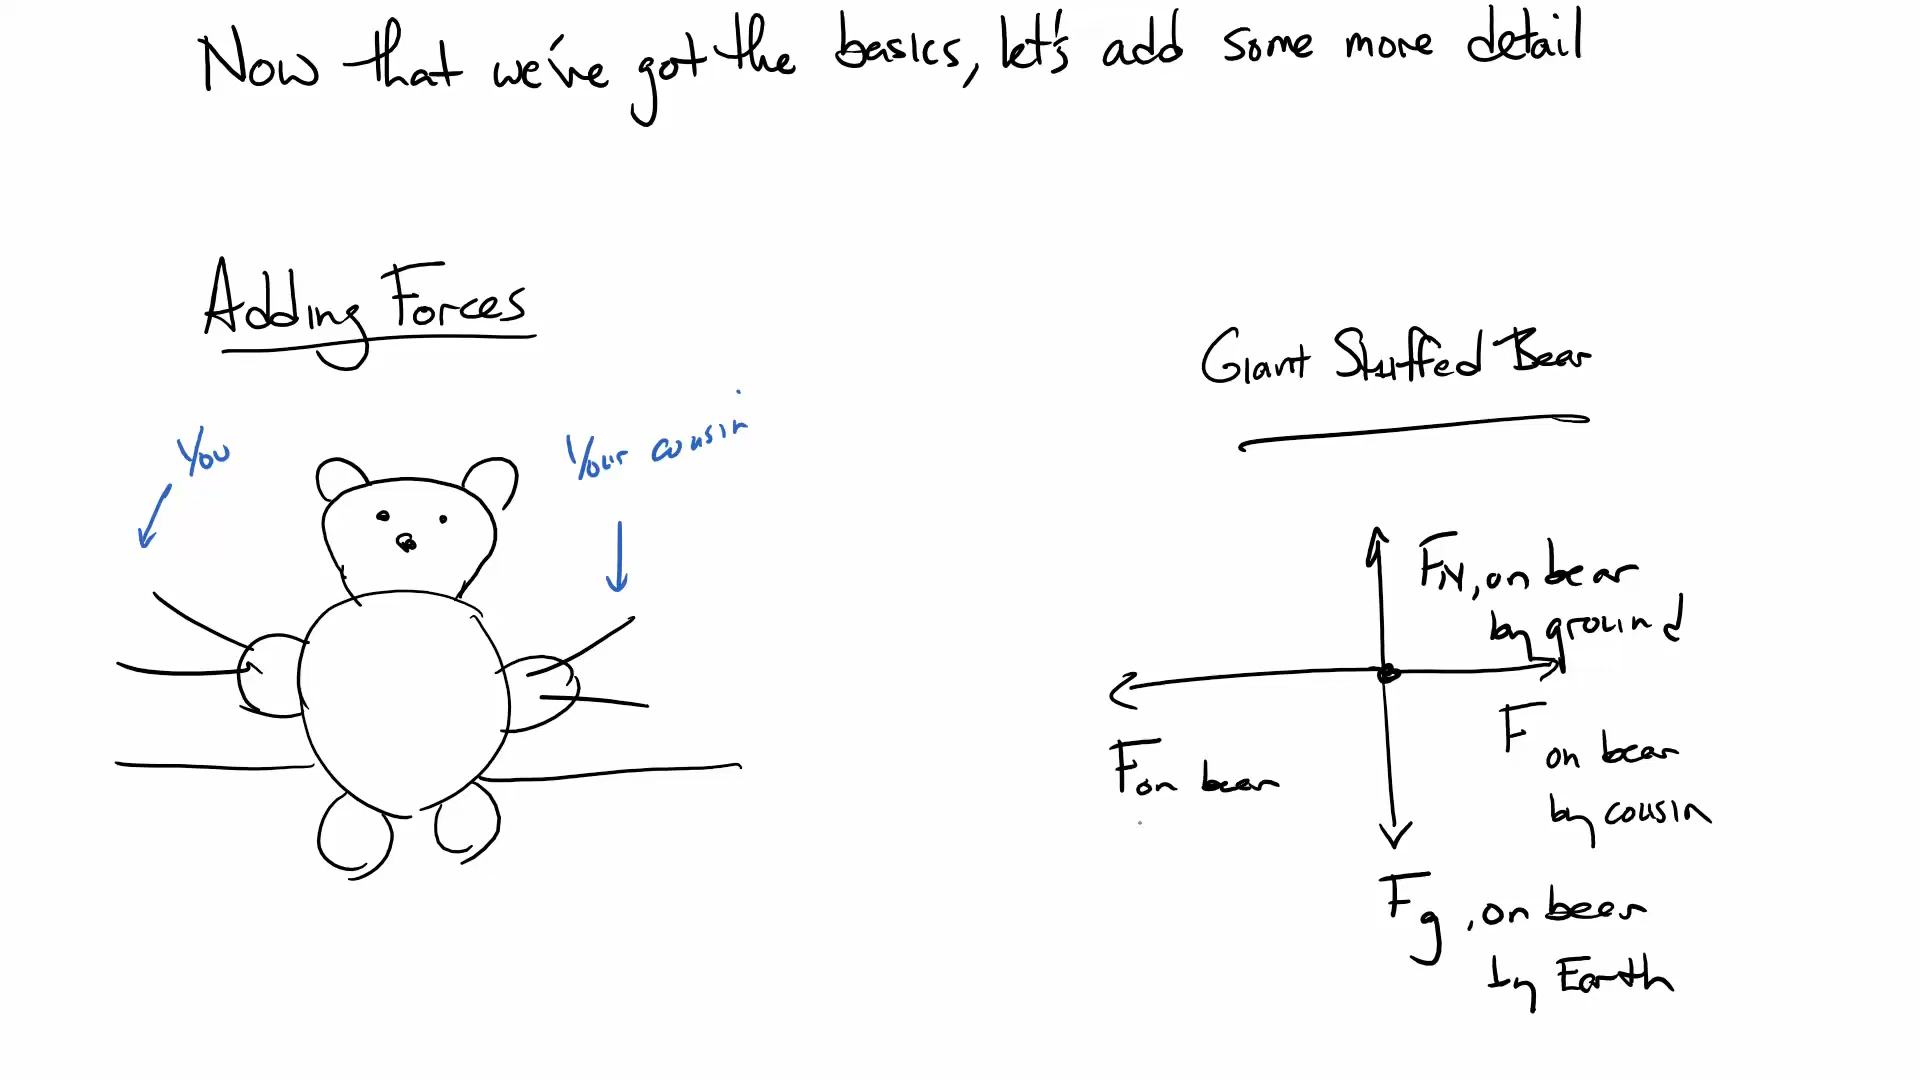 Now that we've got the basics, let's add some more detail
Adding Forces
You
Your cousin
Giant Stuffed Bear
FN, on bear
by ground
F on bear
by cousin
F on bear
Fg, on bear
by Earth